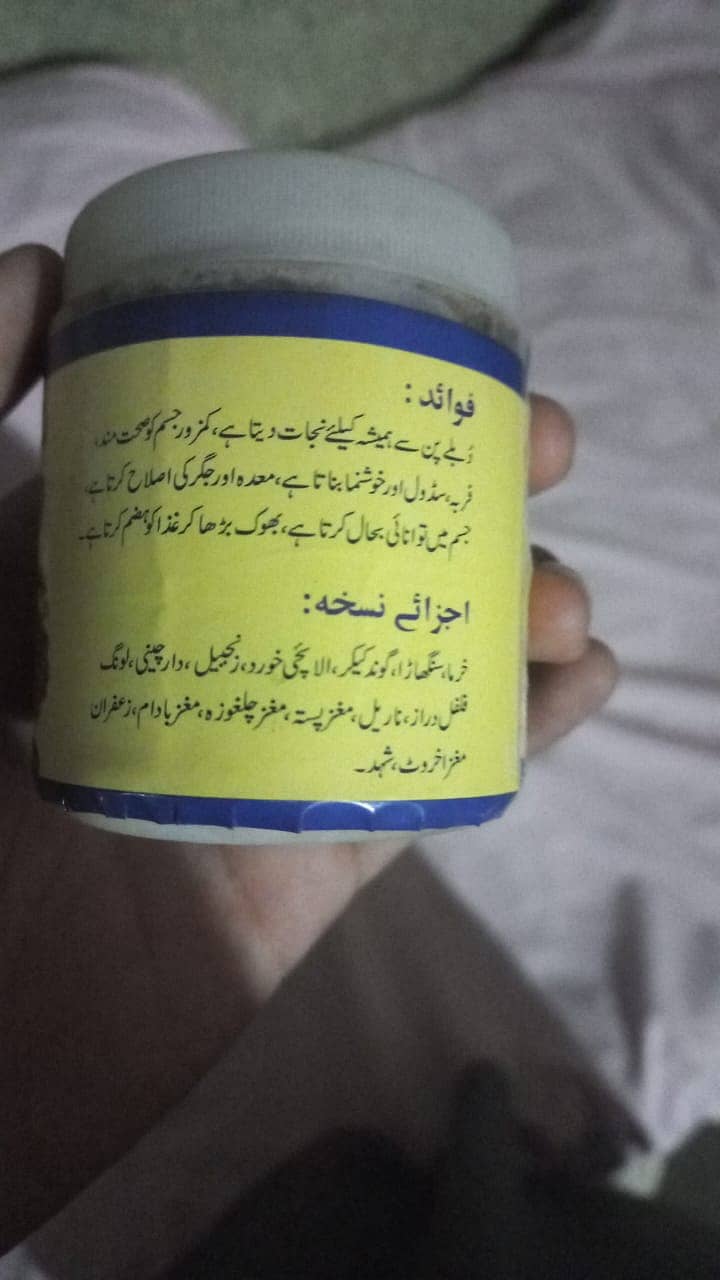 فوائد:
دُبلے پن سے ہمیشہ کیلئے نجات دیتا ہے، کمزور جسم کو صحت مند،
فربہ، سڈول اور خوشنما بناتا ہے، معدہ اور جگر کی اصلاح کرتا ہے،
جسم میں توانائی بحال کرتا ہے، بھوک بڑھا کر غذا کو ہضم کرتا ہے۔
اجزائے نسخہ:
خرما، سنگھاڑا، گوند کیکر، الائچی خورد، زنجبیل، دارچینی، لونگ
فلفل دراز، ناریل، مغز پستہ، مغز چلغوزہ، مغز بادام، زعفران
مغز اخروٹ، شہد۔